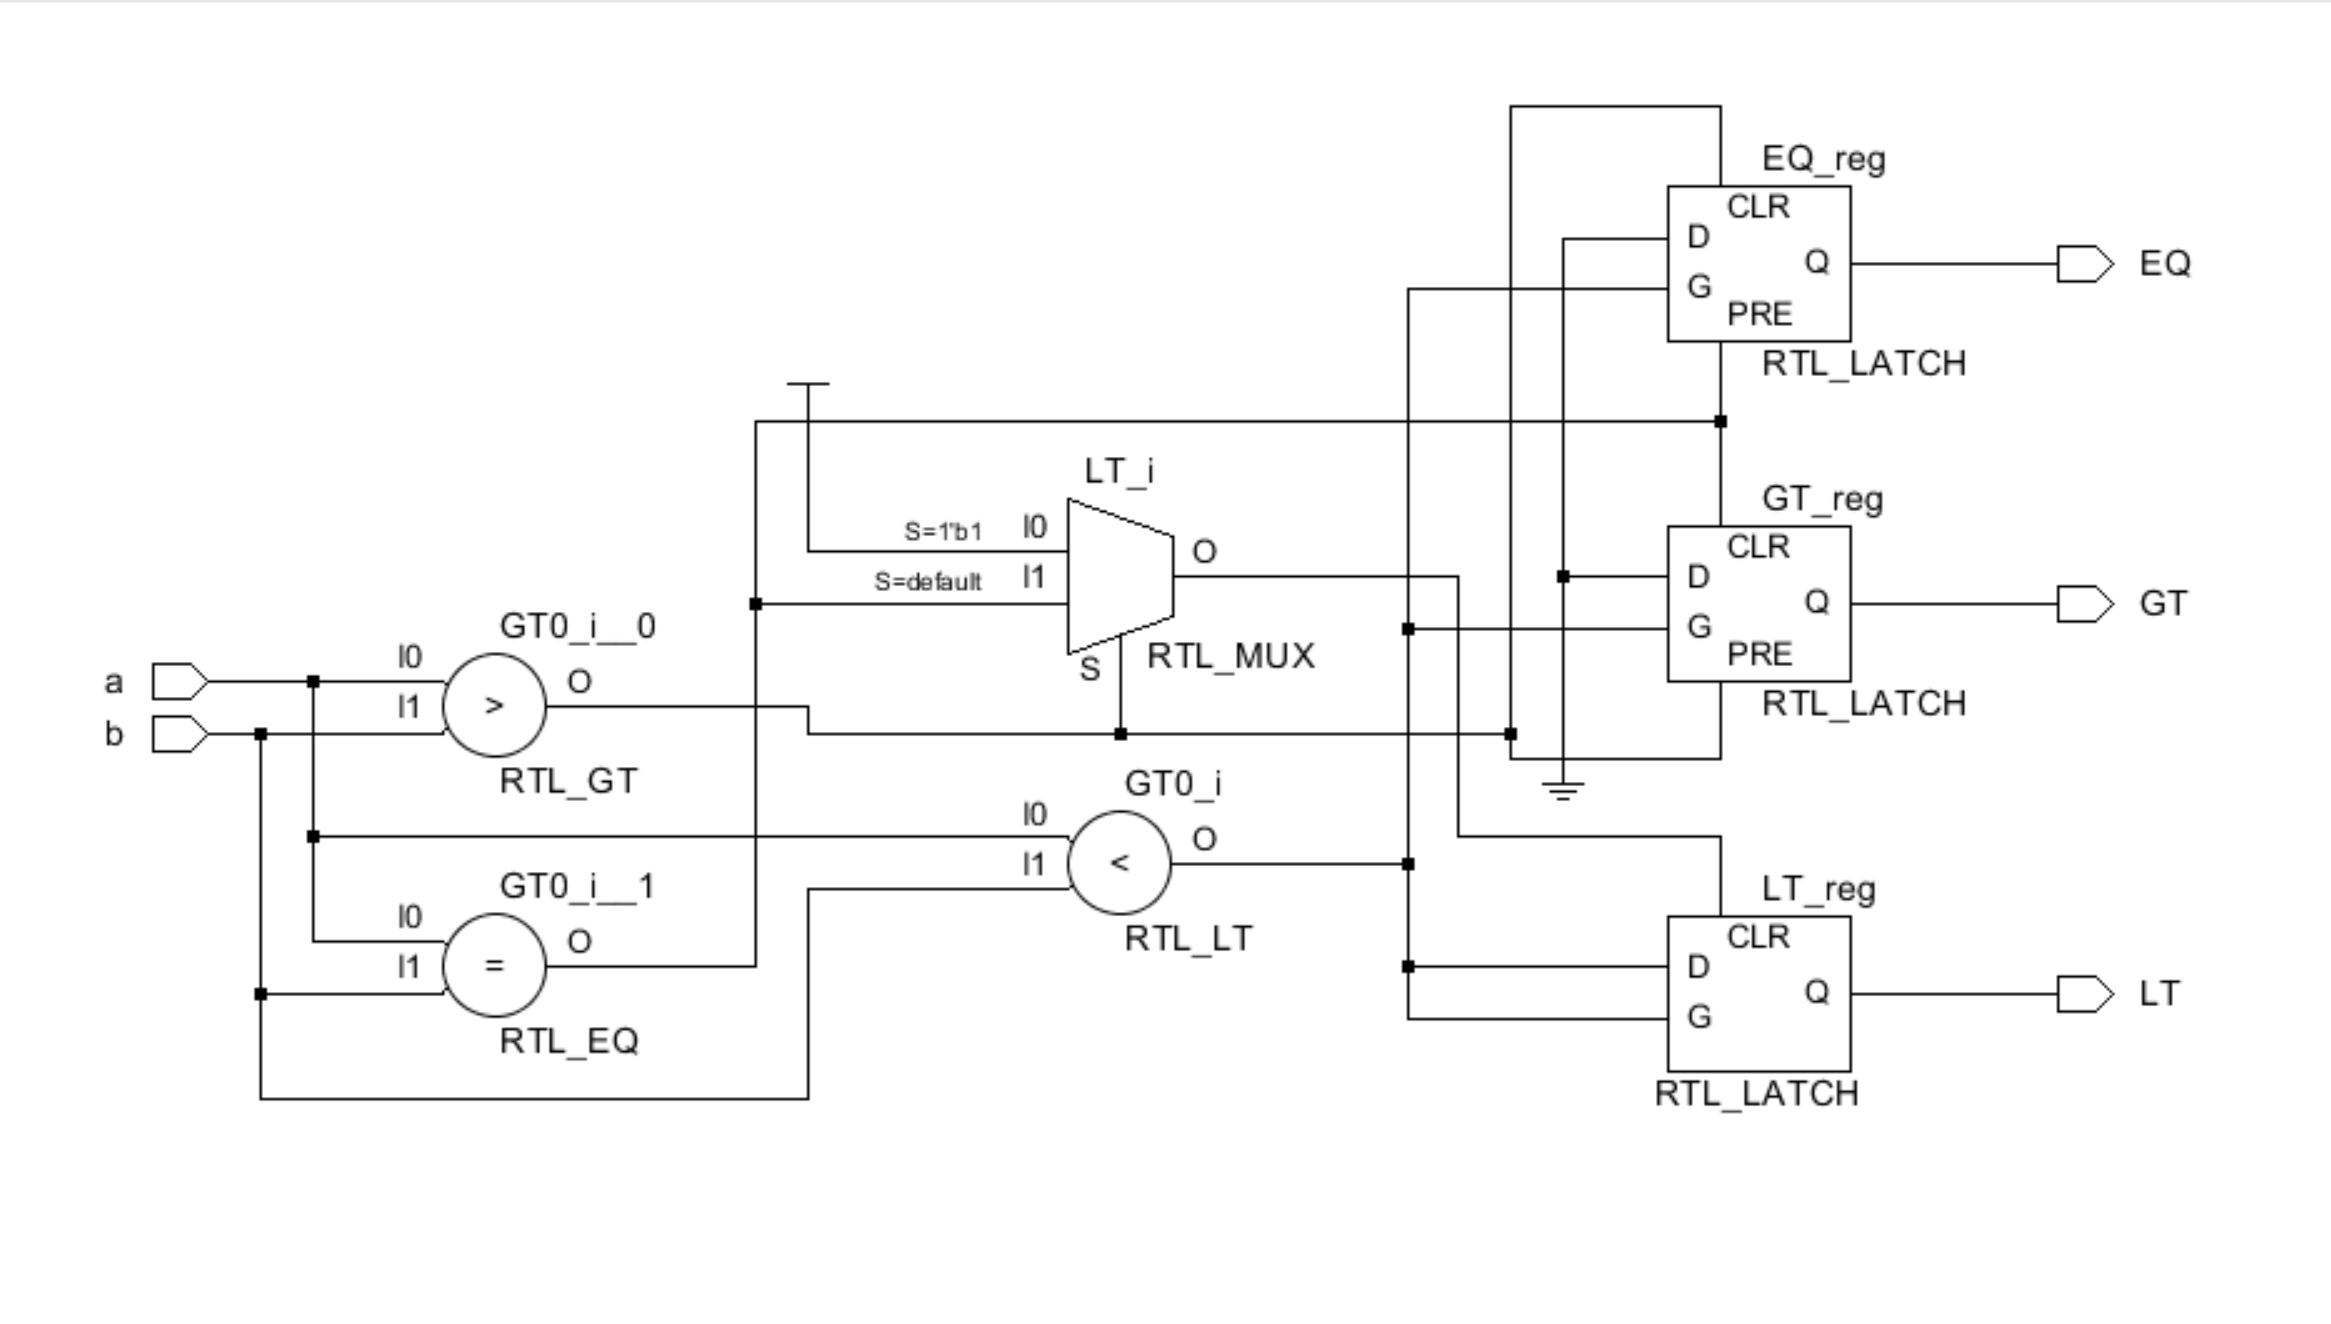 EQ_reg
CLR
D
Q
EQ
G
PRE
RTL_LATCH
LT_i
GT_reg
S=1'b1
I0
CLR
O
S=default
I1
D
Q
GT
GT0_i__0
G
I0
S
RTL_MUX
PRE
a
O
I1
>
RTL_LATCH
b
RTL_GT
GT0_i
I0
O
I1
<
GT0_i__1
LT_reg
I0
RTL_LT
CLR
O
I1
=
D
Q
LT
G
RTL_EQ
RTL_LATCH